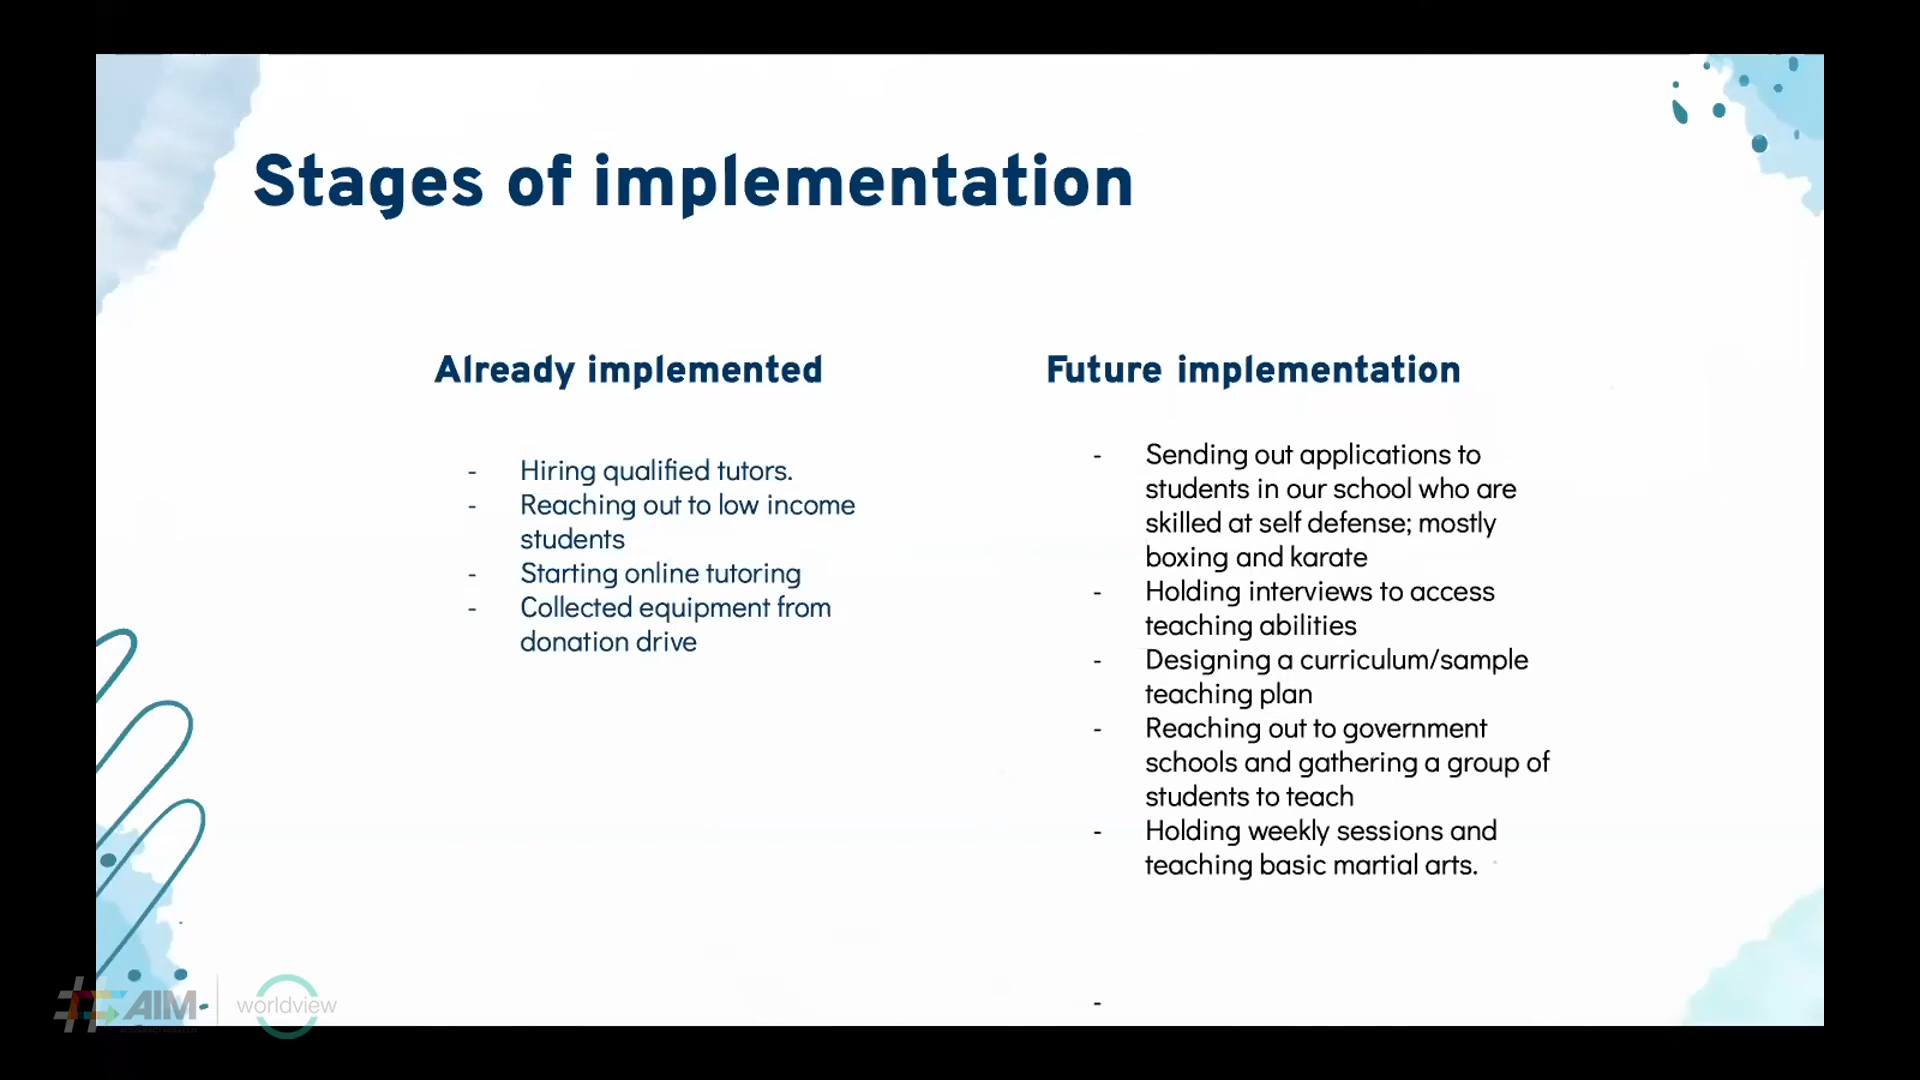 Stages of implementation
Already implemented
- Hiring qualified tutors.
- Reaching out to low income
students
- Starting online tutoring
- Collected equipment from
donation drive
Future implementation
- Sending out applications to
students in our school who are
skilled at self defense; mostly
boxing and karate
- Holding interviews to access
teaching abilities
- Designing a curriculum/sample
teaching plan
- Reaching out to government
schools and gathering a group of
students to teach
- Holding weekly sessions and
teaching basic martial arts.
-
AIM
worldview